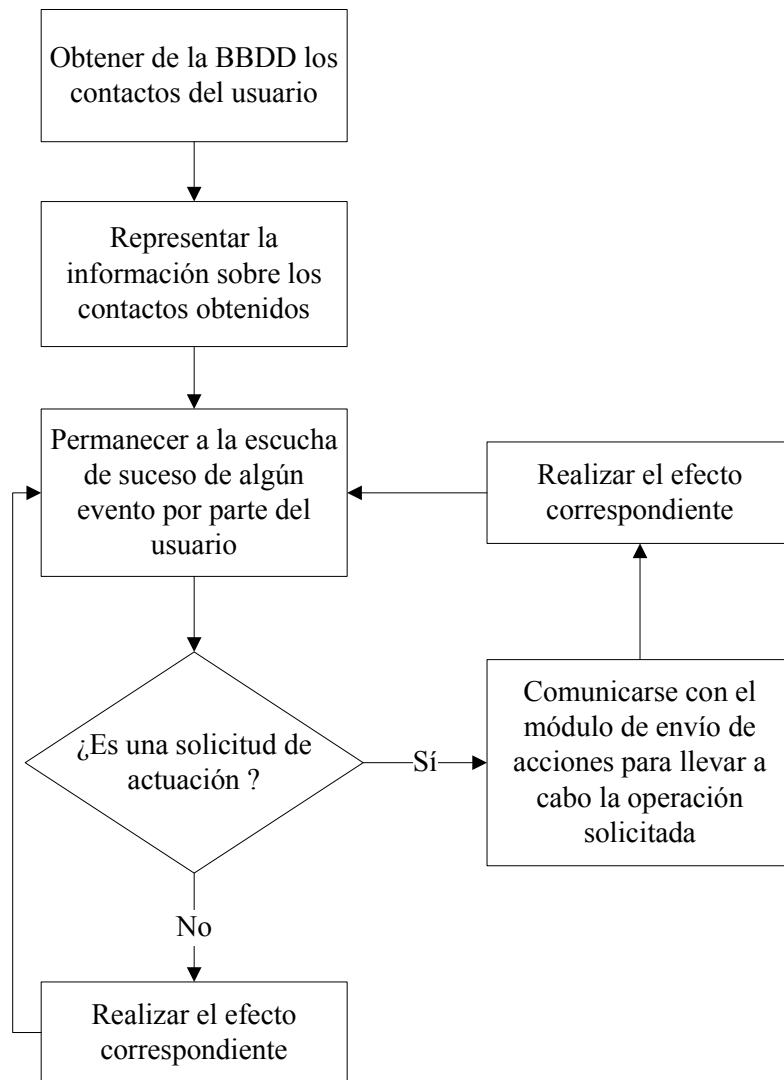 Obtener de la BBDD los
contactos del usuario
Representar la
información sobre los
contactos obtenidos
Permanecer a la escucha
de suceso de algún
evento por parte del
usuario
Realizar el efecto
correspondiente
¿Es una solicitud de
actuación ?
Sí
Comunicarse con el
módulo de envío de
acciones para llevar a
cabo la operación
solicitada
No
Realizar el efecto
correspondiente